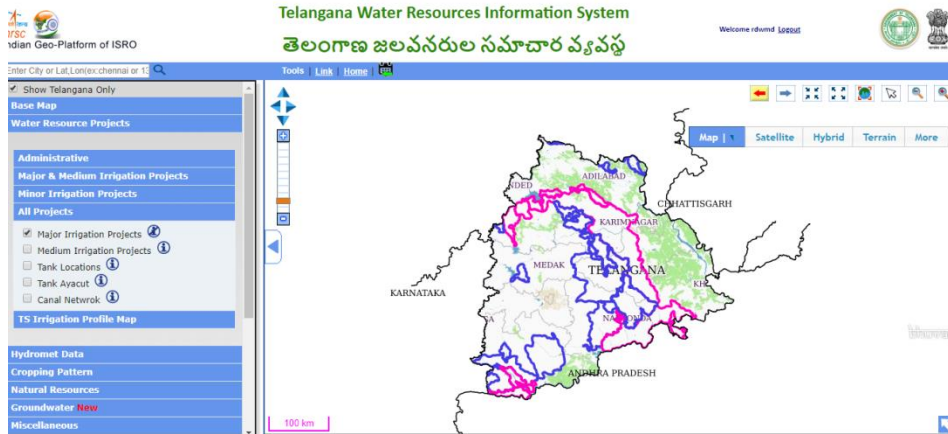 Telangana Water Resources Information System
తెలంగాణ జలవనరుల సమాచార వ్యవస్థ
nrsc
ndian Geo-Platform of ISRO
Welcome rdwmd Logout
Enter City or Lat,Lon(ex:chennai or 13
Tools | Link | Home |
Show Telangana Only
Base Map
Water Resource Projects
Administrative
Major & Medium Irrigation Projects
Minor Irrigation Projects
All Projects
Major Irrigation Projects
Medium Irrigation Projects
Tank Locations
Tank Ayacut
Canal Netwrok
TS Irrigation Profile Map
Hydromet Data
Cropping Pattern
Natural Resources
Groundwater New
Miscellaneous
Map |
Satellite
Hybrid
Terrain
More
NDED
ADILABAD
CHHATTISGARH
KARIMNAGAR
MEDAK
TELANGANA
KH
KARNATAKA
ANDHRA PRADESH
100 km